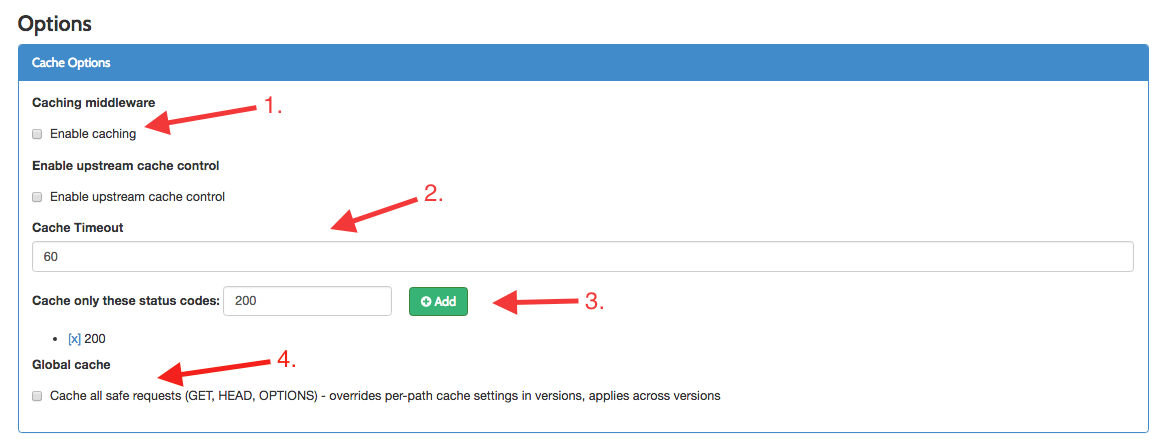 Options
Cache Options
Caching middleware
1.
Enable caching
Enable upstream cache control
Enable upstream cache control
2.
Cache Timeout
60
Cache only these status codes: 200 Add
3.
[x] 200
Global cache
4.
Cache all safe requests (GET, HEAD, OPTIONS) - overrides per-path cache settings in versions, applies across versions